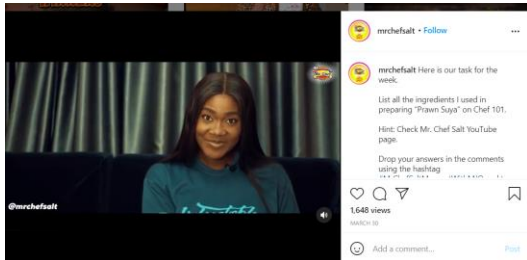 mrchefsalt • Follow
mrchefsalt Here is our task for the
week.
List all the ingredients I used in
preparing "Prawn Suya" on Chef 101.
Hint: Check Mr. Chef Salt YouTube
page.
Drop your answers in the comments
using the hashtag
@mrchefsalt
1,648 views
MARCH 30
Add a comment...
Post